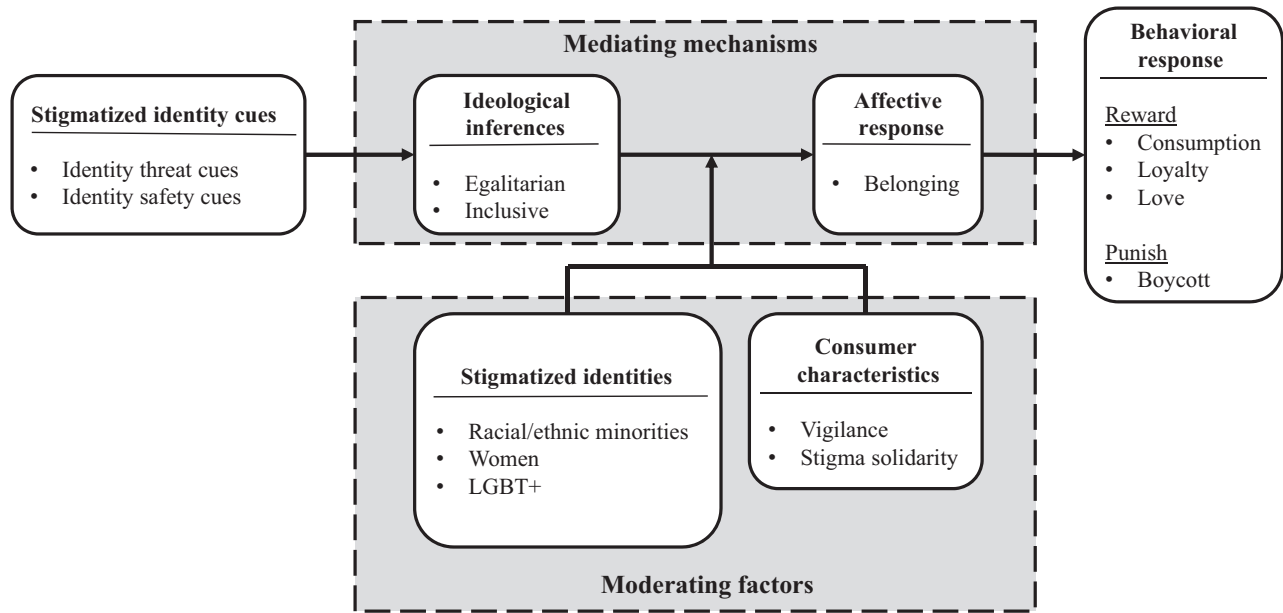 Stigmatized identity cues
• Identity threat cues
• Identity safety cues
Mediating mechanisms
Ideological
inferences
• Egalitarian
• Inclusive
Affective
response
• Belonging
Behavioral
response
Reward
• Consumption
• Loyalty
• Love
Punish
• Boycott
Stigmatized identities
• Racial/ethnic minorities
• Women
• LGBT+
Consumer
characteristics
• Vigilance
• Stigma solidarity
Moderating factors